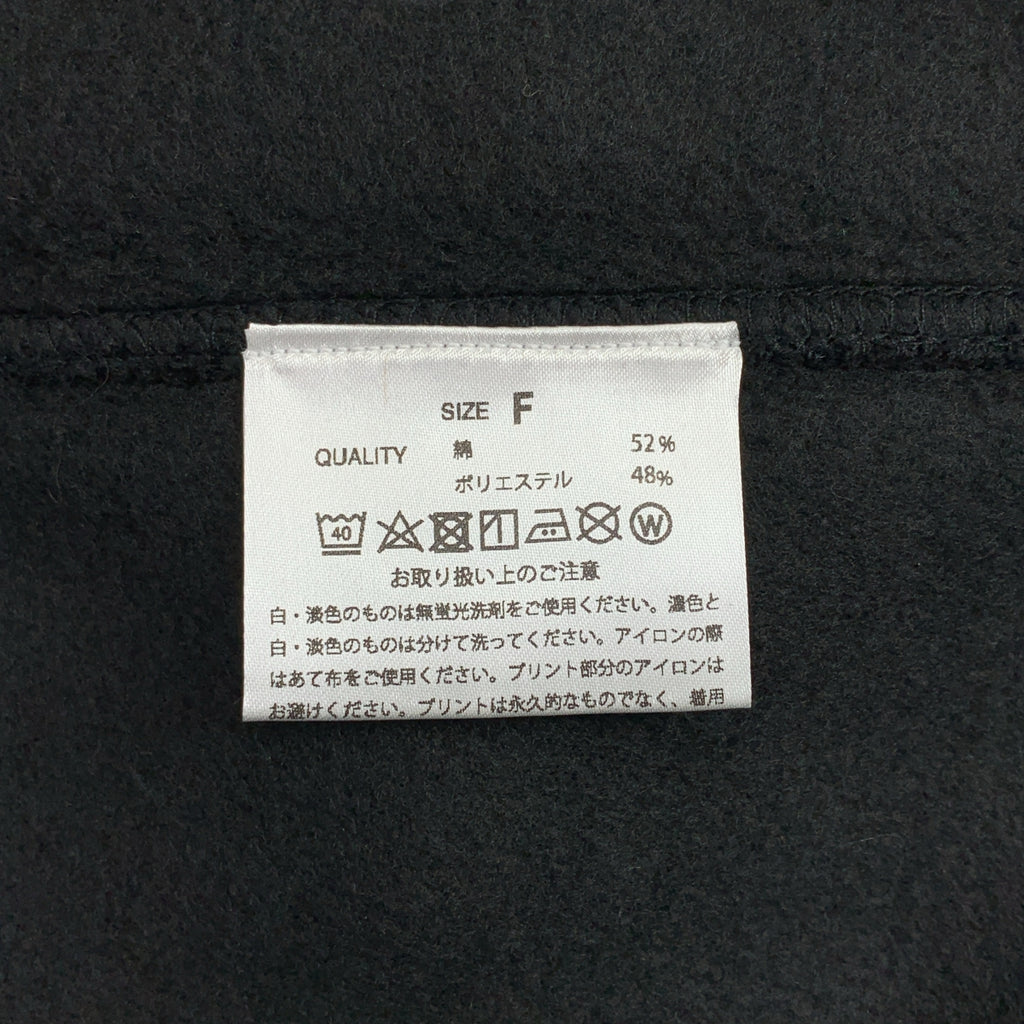 SIZE F
QUALITY 綿 52%
ポリエステル 48%
40 W
お取り扱い上のご注意
白・淡色のものは無蛍光洗剤をご使用ください。濃色と
白・淡色のものは分けて洗ってください。アイロンの際
はあて布をご使用ください。プリント部分のアイロンは
お避けください。プリントは永久的なものでなく、着用